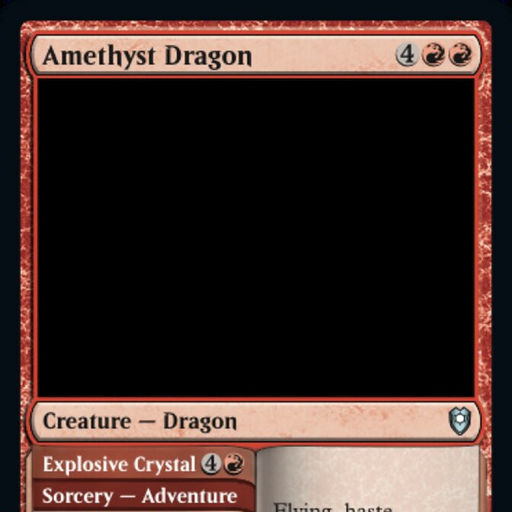 Amethyst Dragon 4
Creature — Dragon
Explosive Crystal 4
Sorcery — Adventure
Flying, haste